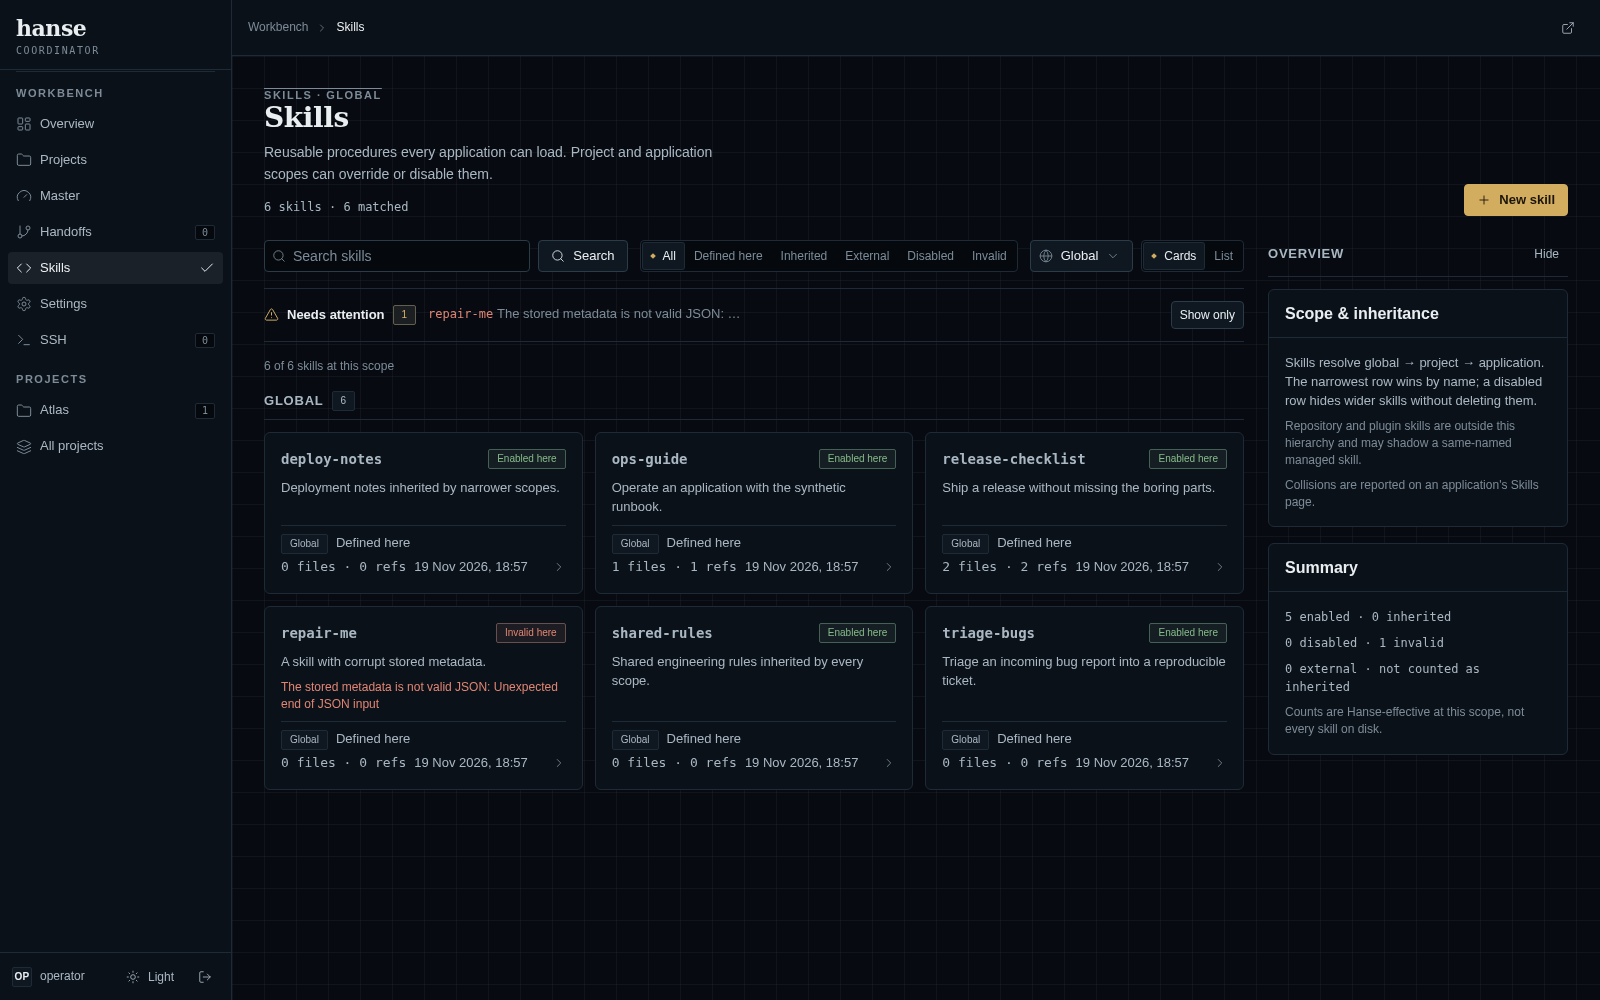 hanse
COORDINATOR
WORKBENCH
Overview
Projects
Master
Handoffs 0
Skills
Settings
SSH 0
PROJECTS
Atlas 1
All projects
OP operator Light
Workbench Skills
SKILLS · GLOBAL
Skills
Reusable procedures every application can load. Project and application
scopes can override or disable them.
6 skills · 6 matched
New skill
Search skills Search All Defined here Inherited External Disabled Invalid Global Cards List
Needs attention 1 repair-me The stored metadata is not valid JSON: … Show only
6 of 6 skills at this scope
GLOBAL 6
deploy-notes Enabled here
Deployment notes inherited by narrower scopes.
Global Defined here
0 files · 0 refs 19 Nov 2026, 18:57
ops-guide Enabled here
Operate an application with the synthetic
runbook.
Global Defined here
1 files · 1 refs 19 Nov 2026, 18:57
release-checklist Enabled here
Ship a release without missing the boring parts.
Global Defined here
2 files · 2 refs 19 Nov 2026, 18:57
repair-me Invalid here
A skill with corrupt stored metadata.
The stored metadata is not valid JSON: Unexpected
end of JSON input
Global Defined here
0 files · 0 refs 19 Nov 2026, 18:57
shared-rules Enabled here
Shared engineering rules inherited by every
scope.
Global Defined here
0 files · 0 refs 19 Nov 2026, 18:57
triage-bugs Enabled here
Triage an incoming bug report into a reproducible
ticket.
Global Defined here
0 files · 0 refs 19 Nov 2026, 18:57
OVERVIEW Hide
Scope & inheritance
Skills resolve global → project → application.
The narrowest row wins by name; a disabled
row hides wider skills without deleting them.
Repository and plugin skills are outside this
hierarchy and may shadow a same-named
managed skill.
Collisions are reported on an application's Skills
page.
Summary
5 enabled · 0 inherited
0 disabled · 1 invalid
0 external · not counted as
inherited
Counts are Hanse-effective at this scope, not
every skill on disk.